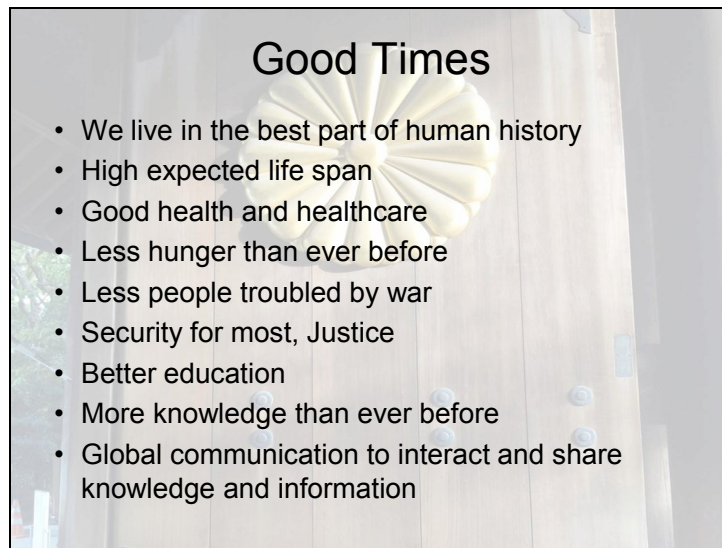 Good Times
• We live in the best part of human history
• High expected life span
• Good health and healthcare
• Less hunger than ever before
• Less people troubled by war
• Security for most, Justice
• Better education
• More knowledge than ever before
• Global communication to interact and share
knowledge and information